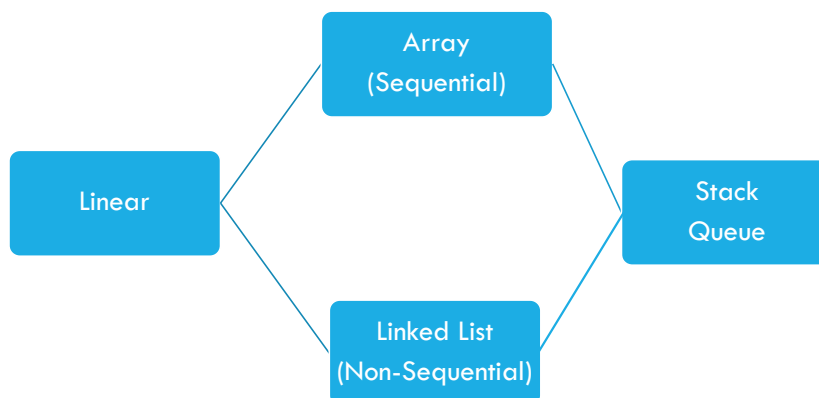 Array
(Sequential)
Linear
Stack
Queue
Linked List
(Non-Sequential)